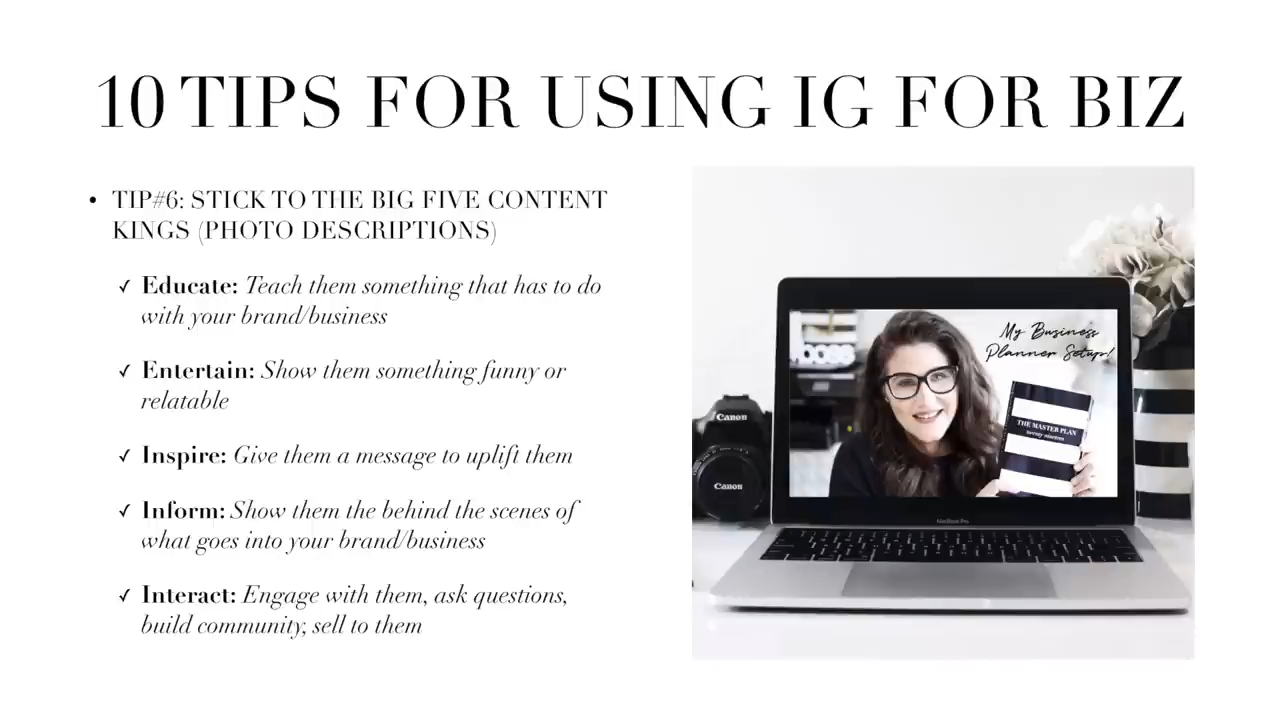 10 TIPS FOR USING IG FOR BIZ
• TIP#6: STICK TO THE BIG FIVE CONTENT
KINGS (PHOTO DESCRIPTIONS)
✓ Educate: Teach them something that has to do
with your brand/business
✓ Entertain: Show them something funny or
relatable
✓ Inspire: Give them a message to uplift them
✓ Inform: Show them the behind the scenes of
what goes into your brand/business
✓ Interact: Engage with them, ask questions,
build community, sell to them
My Business
Planner Setup!
THE MASTER PLAN
twenty nineteen
Canon
Canon
MacBook Pro